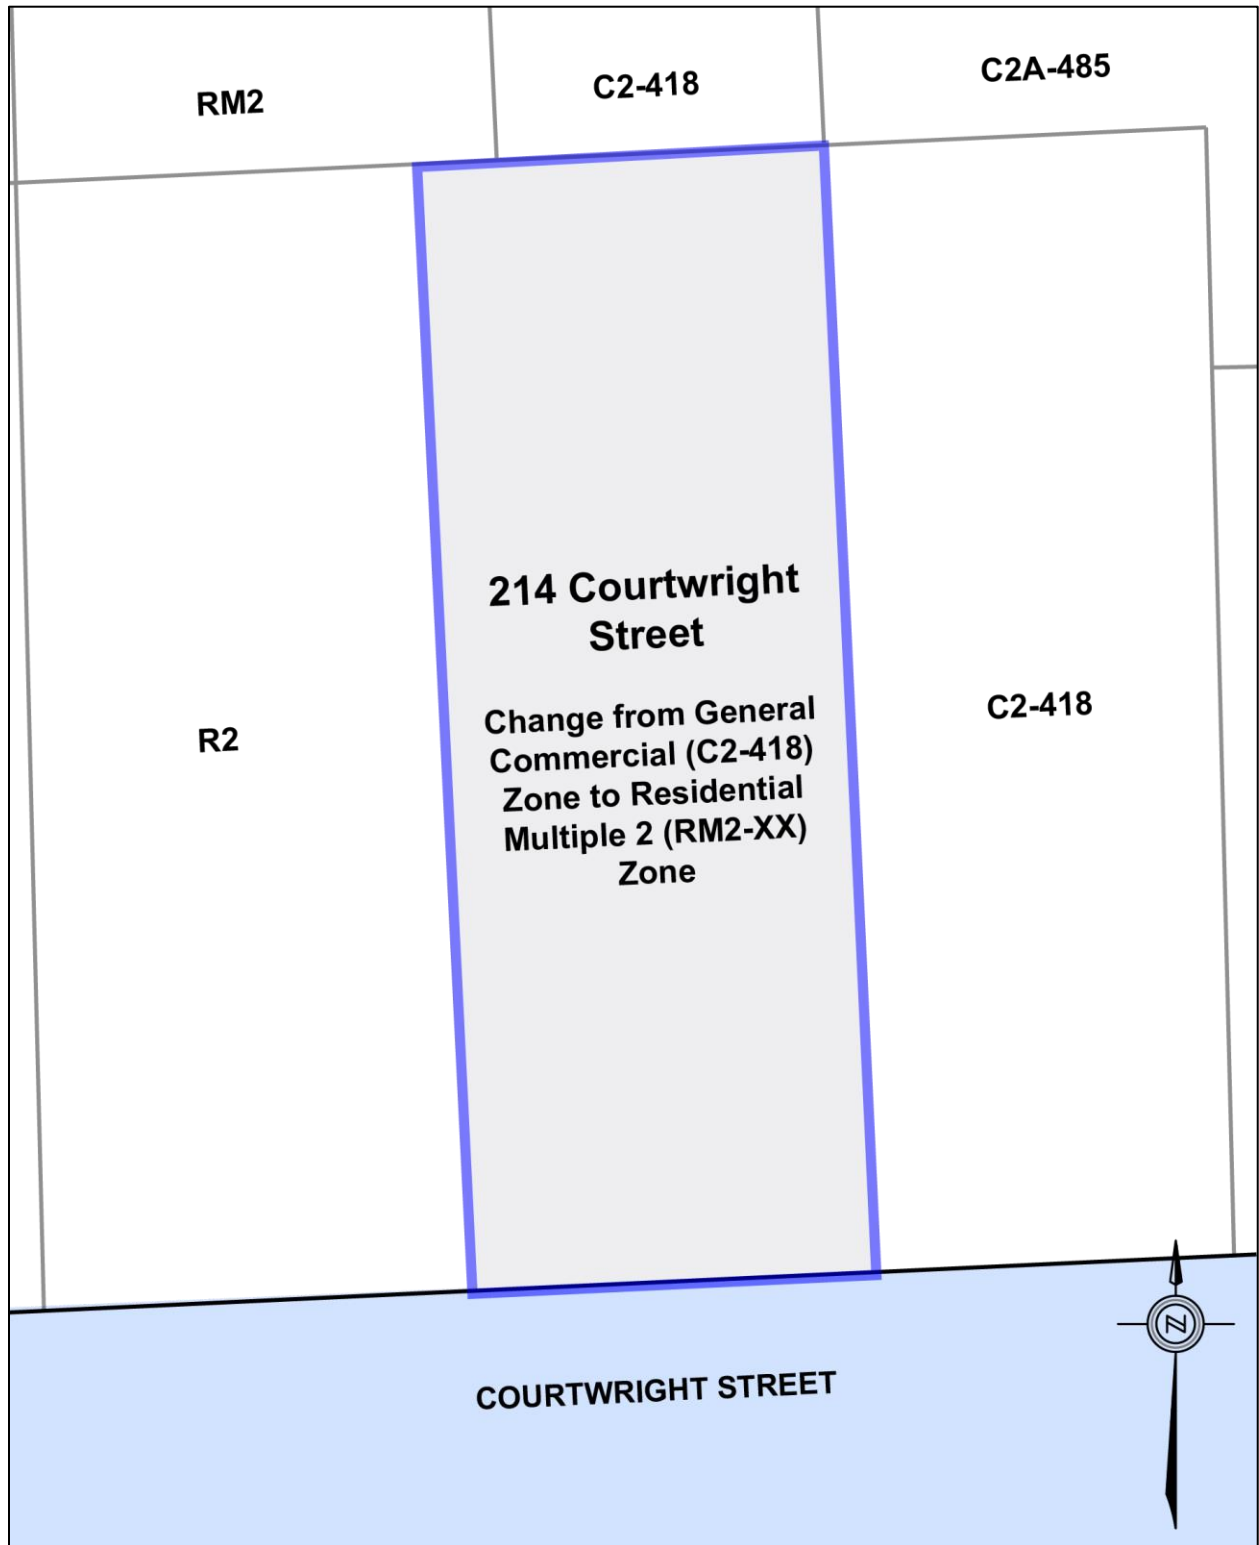 RM2
C2-418
C2A-485
214 Courtwright
Street
Change from General
Commercial (C2-418)
Zone to Residential
Multiple 2 (RM2-XX)
Zone
R2
C2-418
COURTWRIGHT STREET
N